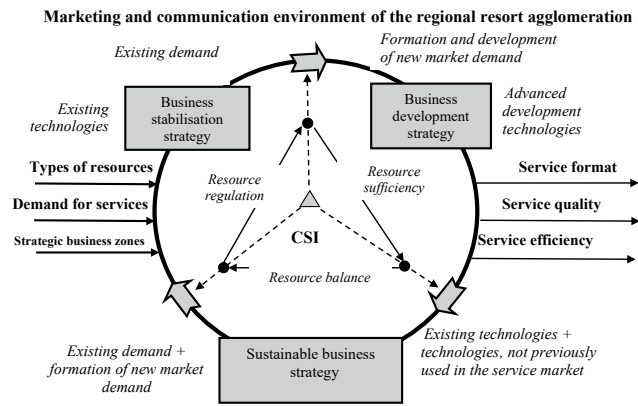 Marketing and communication environment of the regional resort agglomeration
Existing demand
Formation and development
of new market demand
Existing
technologies
Business
stabilisation
strategy
Business
development
strategy
Advanced
development
technologies
Types of resources
Demand for services
Strategic business zones
Resource
regulation
Resource
sufficiency
CSI
Resource balance
Service format
Service quality
Service efficiency
Existing demand +
formation of new market
demand
Sustainable business
strategy
Existing technologies +
technologies, not previously
used in the service market